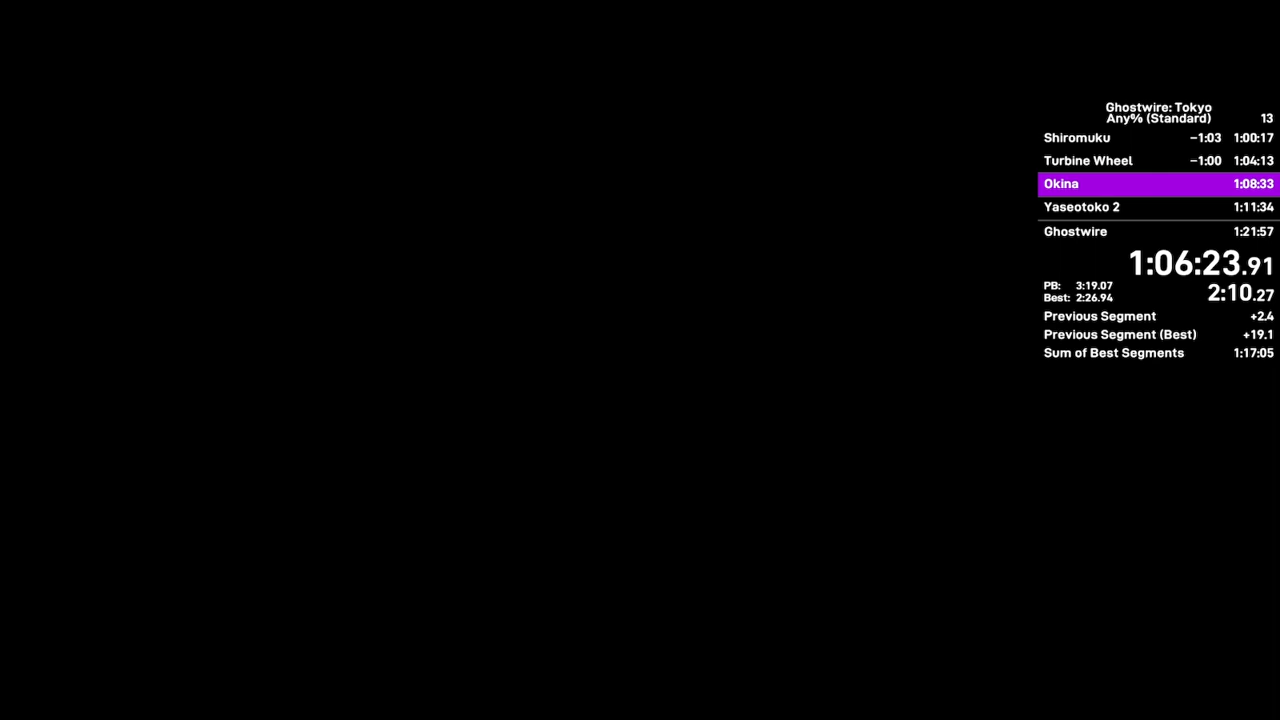 Ghostwire: Tokyo
Any% (Standard) 13
Shiromuku −1:03 1:00:17
Turbine Wheel −1:00 1:04:13
Okina 1:08:33
Yaseotoko 2 1:11:34
Ghostwire 1:21:57
1:06:23.91
PB: 3:19.07
Best: 2:26.94 2:10.27
Previous Segment +2.4
Previous Segment (Best) +19.1
Sum of Best Segments 1:17:05